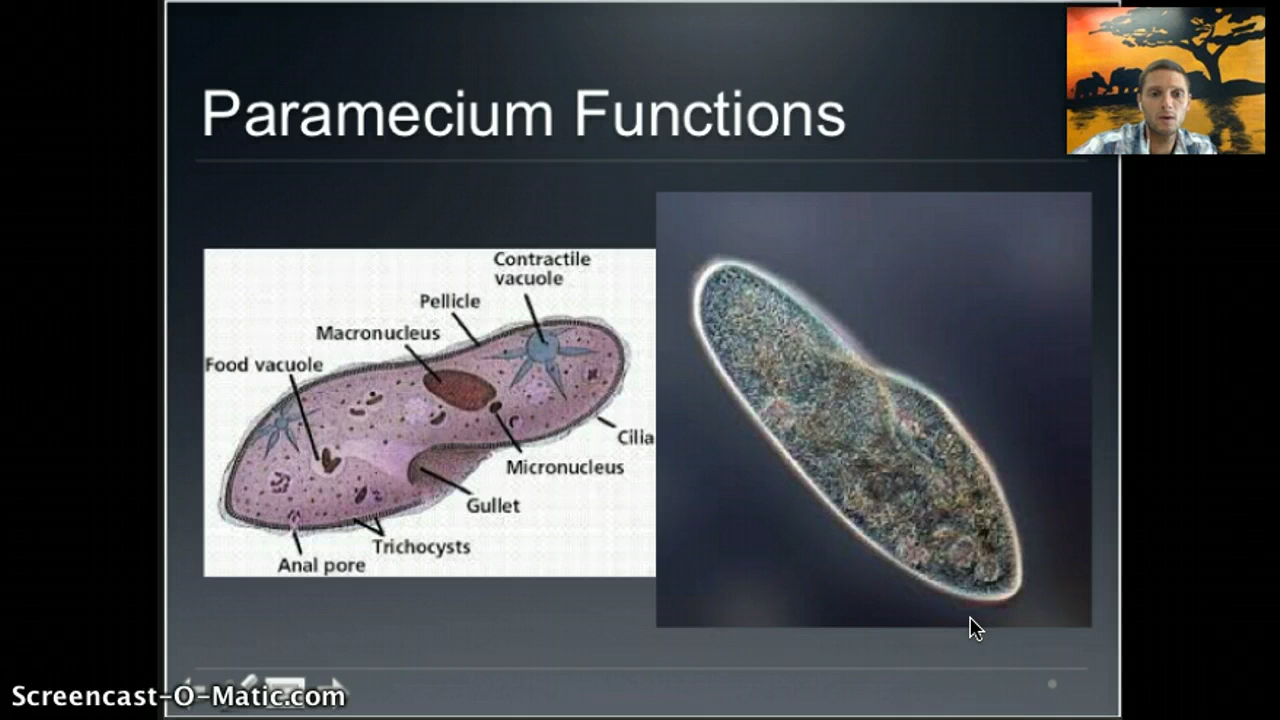 Paramecium Functions
Contractile
vacuole
Pellicle
Macronucleus
Food vacuole
Cilia
Micronucleus
Gullet
Trichocysts
Anal pore
Screencast-O-Matic.com